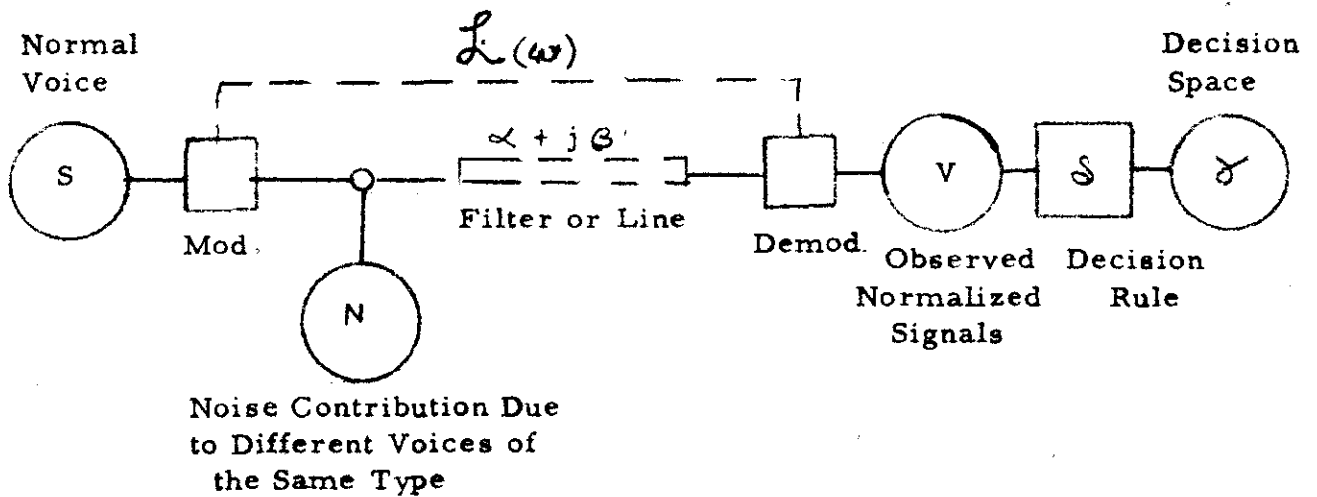 Normal
Voice
ℒ(ω)
Decision
Space
S
Mod.
α + jβ
Filter or Line
N
Noise Contribution Due
to Different Voices of
the Same Type
Demod.
V
Observed
Normalized
Signals
δ
Decision
Rule
γ